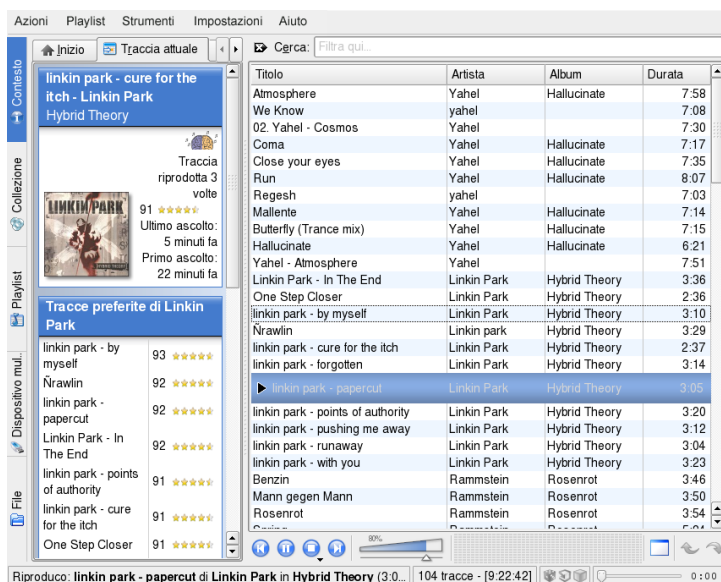 Azioni Playlist Strumenti Impostazioni Aiuto
Contesto
Collezione
Playlist
Dispositivo mul..
File
Inizio Traccia attuale
linkin park - cure for the
itch - Linkin Park
Hybrid Theory
Traccia
riprodotta 3
volte
91
Ultimo ascolto:
5 minuti fa
Primo ascolto:
22 minuti fa
LINKIN PARK
Tracce preferite di Linkin
Park
linkin park - by
myself 93
Ñrawlin 92
linkin park -
papercut 92
Linkin Park - In
The End 92
linkin park - points
of authority 91
linkin park - cure
for the itch 91
One Step Closer 91
Cerca: Filtra qui...
Titolo Artista Album Durata
Atmosphere Yahel Hallucinate 7:58
We Know yahel 7:08
02. Yahel - Cosmos Yahel 7:30
Coma Yahel Hallucinate 7:17
Close your eyes Yahel Hallucinate 7:35
Run Yahel Hallucinate 8:07
Regesh yahel 7:03
Mallente Yahel Hallucinate 7:14
Butterfly (Trance mix) Yahel Hallucinate 7:15
Hallucinate Yahel Hallucinate 6:21
Yahel - Atmosphere Yahel 7:51
Linkin Park - In The End Linkin Park Hybrid Theory 3:36
One Step Closer Linkin Park Hybrid Theory 2:36
linkin park - by myself Linkin Park Hybrid Theory 3:10
Ñrawlin Linkin park Hybrid Theory 3:29
linkin park - cure for the itch Linkin Park Hybrid Theory 2:37
linkin park - forgotten Linkin Park Hybrid Theory 3:14
linkin park - papercut Linkin Park Hybrid Theory 3:05
linkin park - points of authority Linkin Park Hybrid Theory 3:20
linkin park - pushing me away Linkin Park Hybrid Theory 3:12
linkin park - runaway Linkin Park Hybrid Theory 3:04
linkin park - with you Linkin Park Hybrid Theory 3:23
Benzin Rammstein Rosenrot 3:46
Mann gegen Mann Rammstein Rosenrot 3:50
Rosenrot Rammstein Rosenrot 3:54
80%
Riproduco: linkin park - papercut di Linkin Park in Hybrid Theory (3:0... 104 tracce - [9:22:42] 0:00